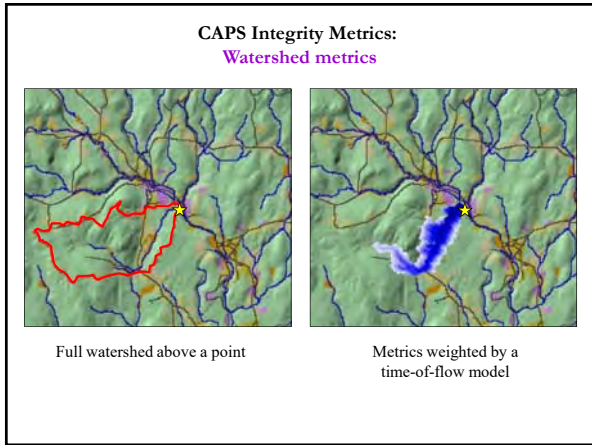 CAPS Integrity Metrics:
Watershed metrics
Full watershed above a point
Metrics weighted by a
time-of-flow model